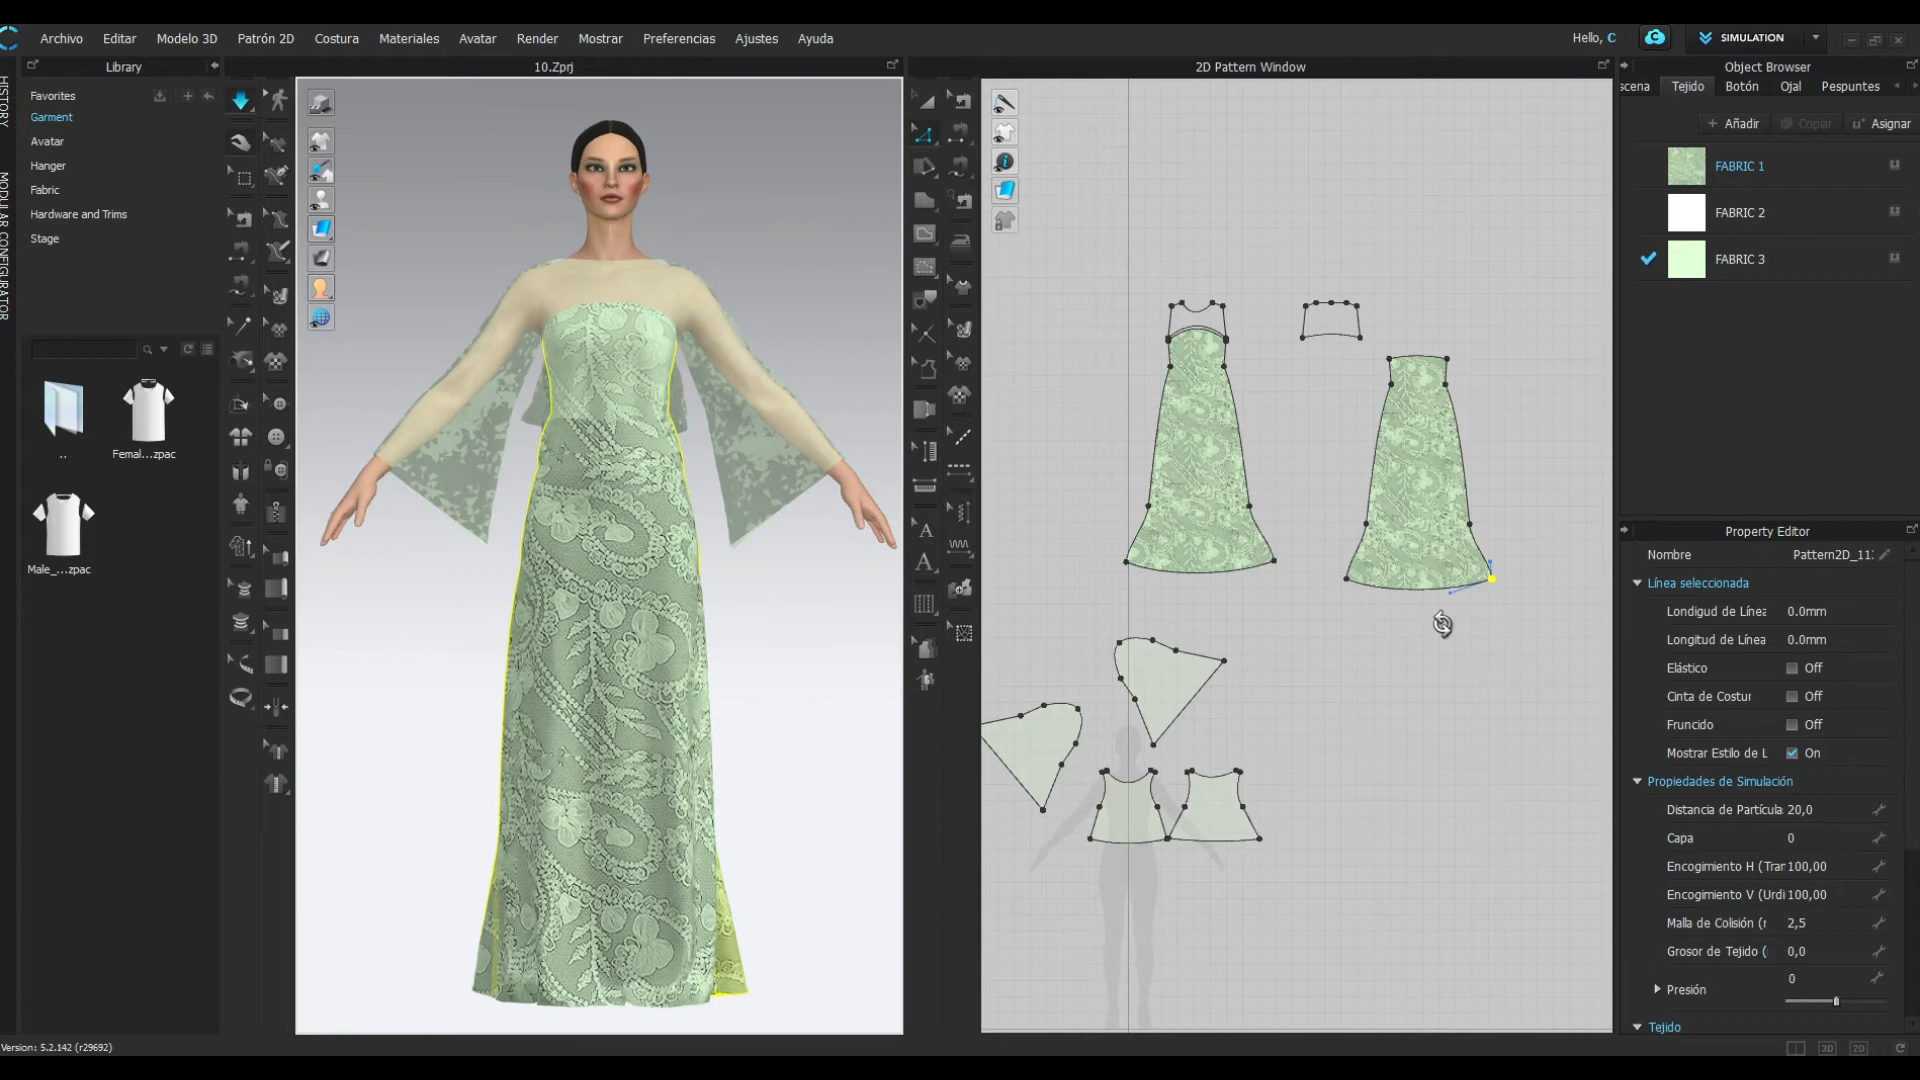 Archivo Editar Modelo 3D Patrón 2D Costura Materiales Avatar Render Mostrar Preferencias Ajustes Ayuda
Hello, C
SIMULATION
Library
10.Zprj
2D Pattern Window
Object Browser
HISTORY
MODULAR CONFIGURATOR
Favorites
Garment
Avatar
Hanger
Fabric
Hardware and Trims
Stage
..
Femal...zpac
Male_...zpac
scena Tejido Botón Ojal Pespuntes
Añadir Copiar Asignar
FABRIC 1
FABRIC 2
FABRIC 3
Property Editor
Nombre Pattern2D_11:
Línea seleccionada
Londigud de Línea 0.0mm
Longitud de Línea 0.0mm
Elástico Off
Cinta de Costur Off
Fruncido Off
Mostrar Estilo de L On
Propiedades de Simulación
Distancia de Partícula 20,0
Capa 0
Encogimiento H (Trar 100,00
Encogimiento V (Urdi 100,00
Malla de Colisión (r 2,5
Grosor de Tejido ( 0,0
Presión 0
Tejido
Version: 5.2.142 (r29692)
3D 2D